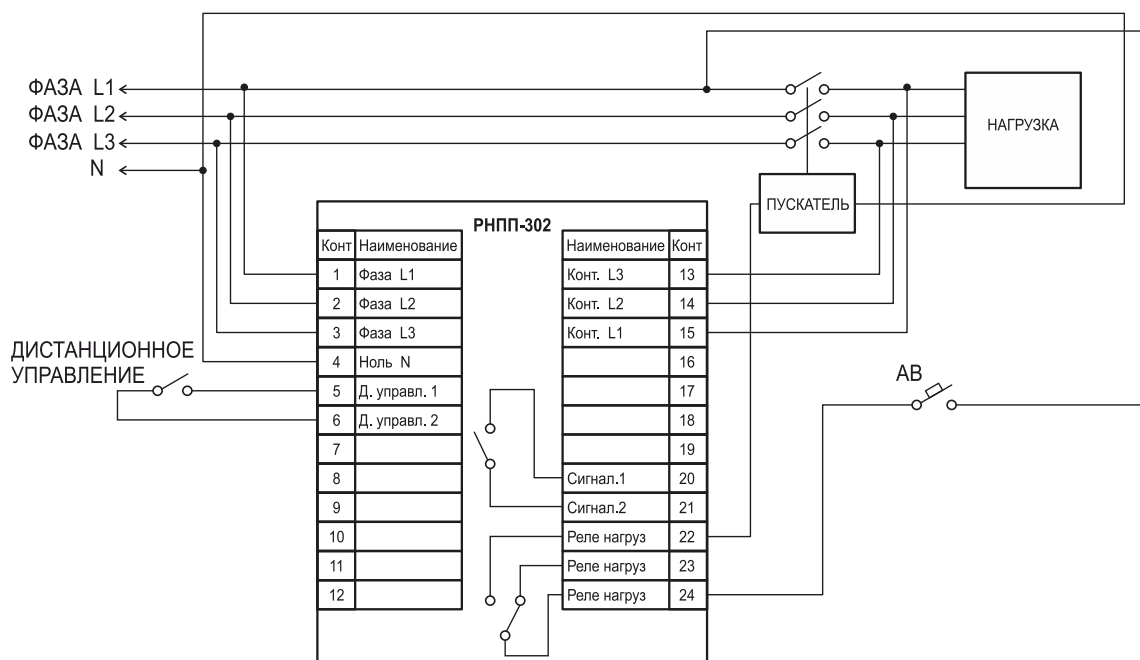 ФАЗА L1
ФАЗА L2
ФАЗА L3
N
НАГРУЗКА
ПУСКАТЕЛЬ
РНПП-302
Конт Наименование Наименование Конт
1 Фаза L1 Конт. L3 13
2 Фаза L2 Конт. L2 14
3 Фаза L3 Конт. L1 15
4 Ноль N 16
5 Д. управл. 1 17
6 Д. управл. 2 18
7 19
8 Сигнал.1 20
9 Сигнал.2 21
10 Реле нагруз 22
11 Реле нагруз 23
12 Реле нагруз 24
ДИСТАНЦИОННОЕ
УПРАВЛЕНИЕ
АВ